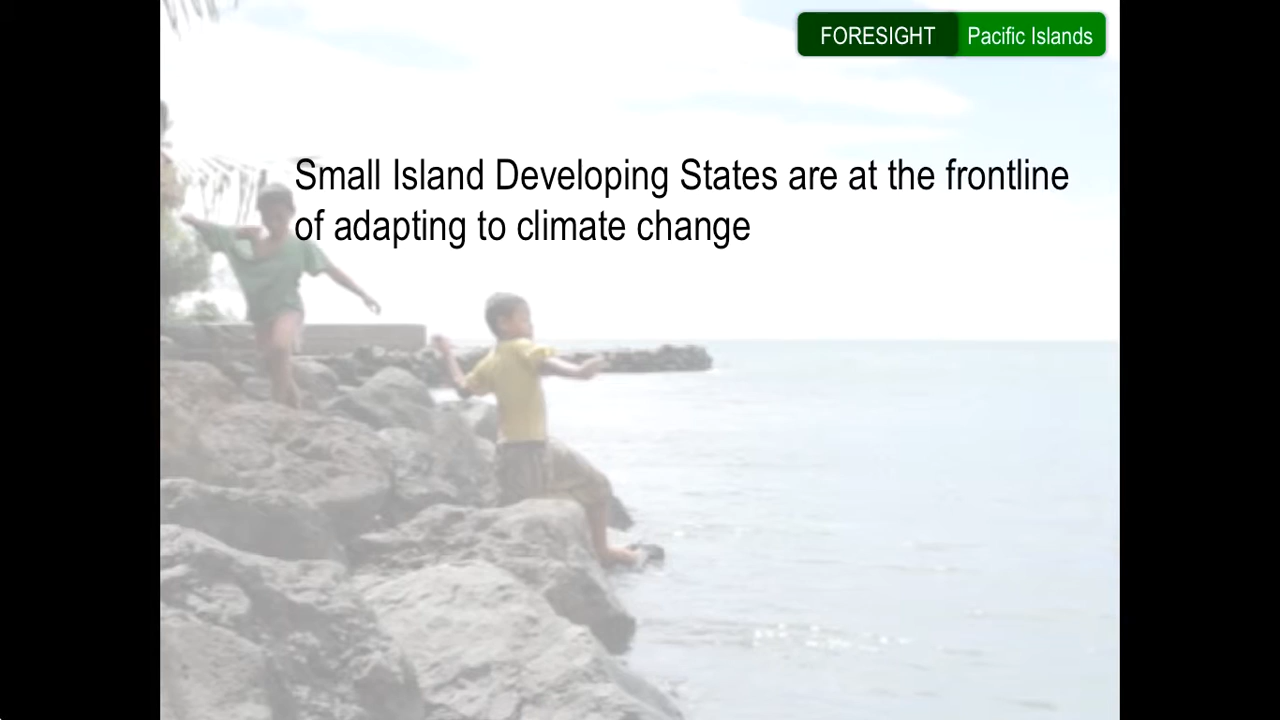 FORESIGHT Pacific Islands
Small Island Developing States are at the frontline
of adapting to climate change